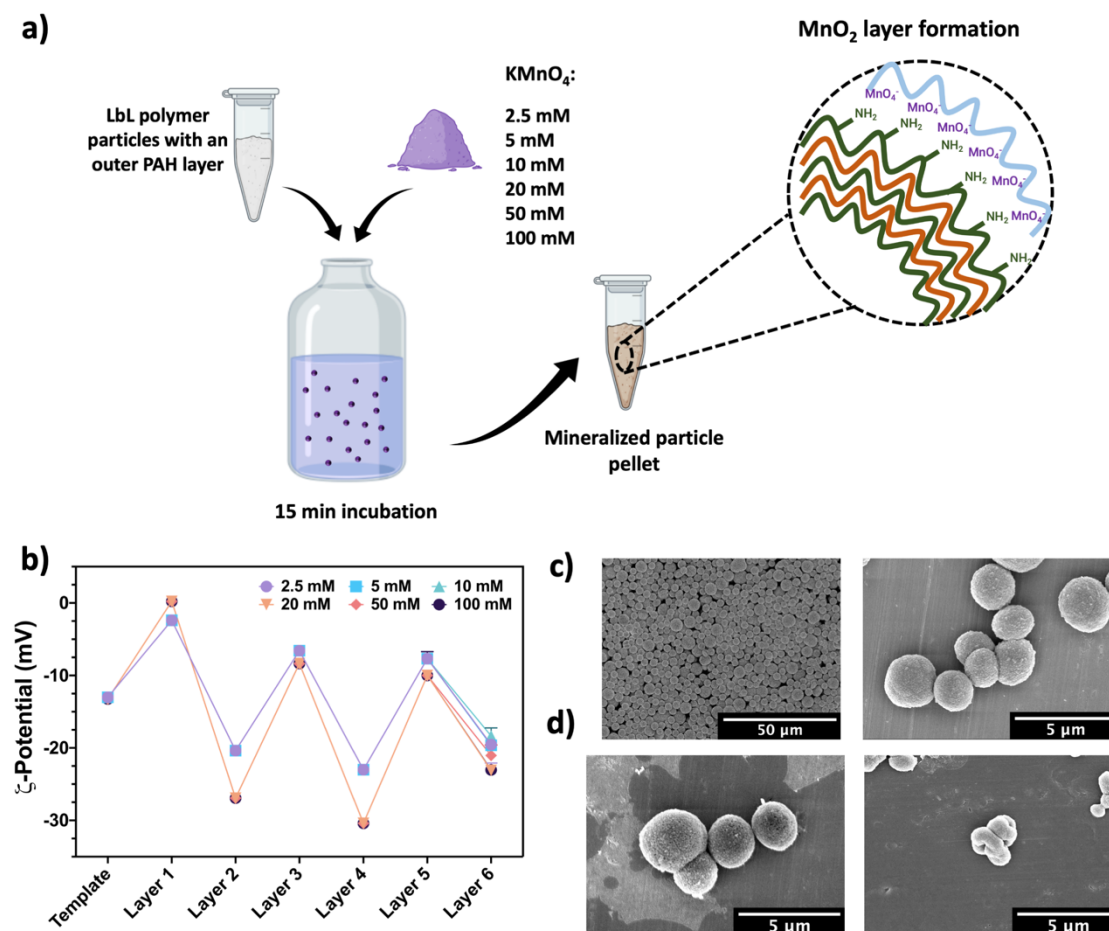 a)
MnO₂ layer formation
KMnO₄:
LbL polymer
particles with an
outer PAH layer
2.5 mM
5 mM
10 mM
20 mM
50 mM
100 mM
MnO₄⁻
MnO₄⁻
MnO₄⁻
MnO₄⁻
MnO₄⁻
MnO₄⁻
NH₂
NH₂
NH₂
NH₂
NH₂
NH₂
NH₂
Mineralized particle
pellet
15 min incubation
b)
ζ-Potential (mV)
0
-10
-20
-30
2.5 mM
5 mM
10 mM
20 mM
50 mM
100 mM
Template
Layer 1
Layer 2
Layer 3
Layer 4
Layer 5
Layer 6
c)
50 µm
5 µm
d)
5 µm
5 µm